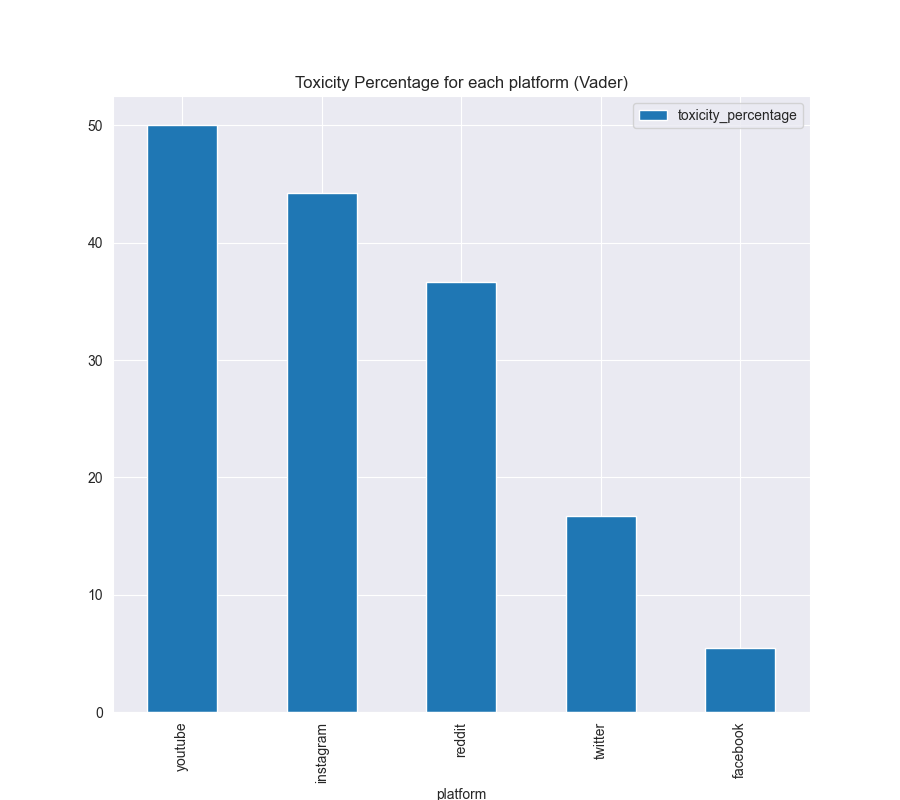 Toxicity Percentage for each platform (Vader)
toxicity_percentage
50
40
30
20
10
0
youtube
instagram
reddit
twitter
facebook
platform